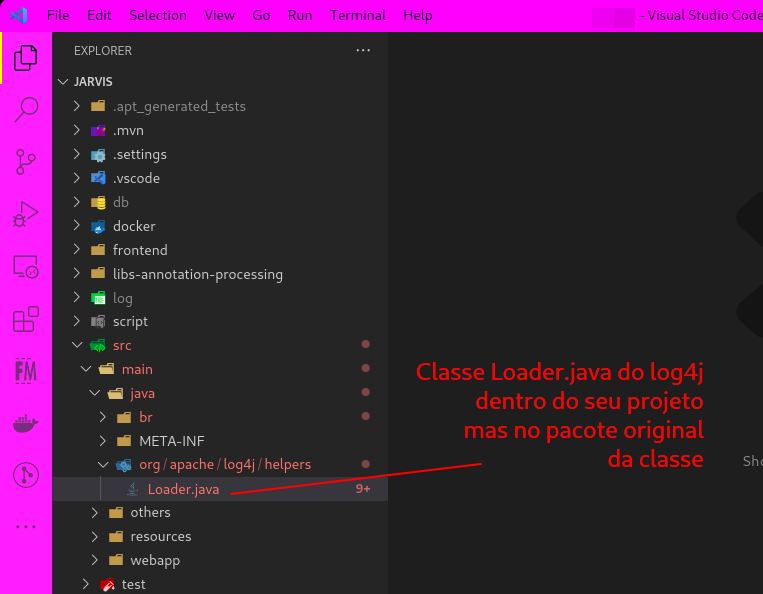 File Edit Selection View Go Run Terminal Help - Visual Studio Code
EXPLORER ...
JARVIS
.apt_generated_tests
.mvn
.settings
.vscode
db
docker
frontend
libs-annotation-processing
log
script
src
main
java
br
META-INF
org / apache / log4j / helpers
Loader.java 9+
others
resources
webapp
test
FM
Classe Loader.java do log4j
dentro do seu projeto
mas no pacote original
da classe
Sho